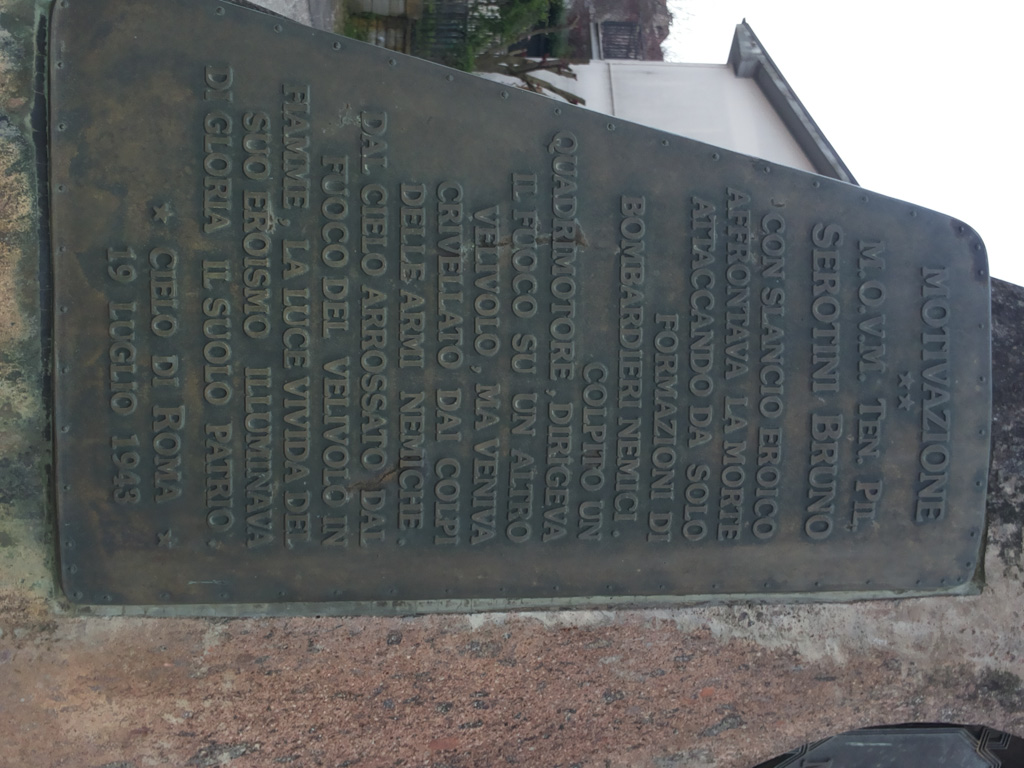 MOTIVAZIONE
M.O.V.M. TEN. PIL.
SEROTINI BRUNO
"CON SLANCIO EROICO
AFFRONTAVA LA MORTE
ATTACCANDO DA SOLO
FORMAZIONI DI
BOMBARDIERI NEMICI.
COLPITO UN
QUADRIMOTORE, DIRIGEVA
IL FUOCO SU UN ALTRO
VELIVOLO, MA VENIVA
CRIVELLATO DAI COLPI
DELLE ARMI NEMICHE.
DAL CIELO ARROSSATO DAL
FUOCO DEL VELIVOLO IN
FIAMME, LA LUCE VIVIDA DEL
SUO EROISMO ILLUMINAVA
DI GLORIA IL SUOLO PATRIO.
CIELO DI ROMA
19 LUGLIO 1943